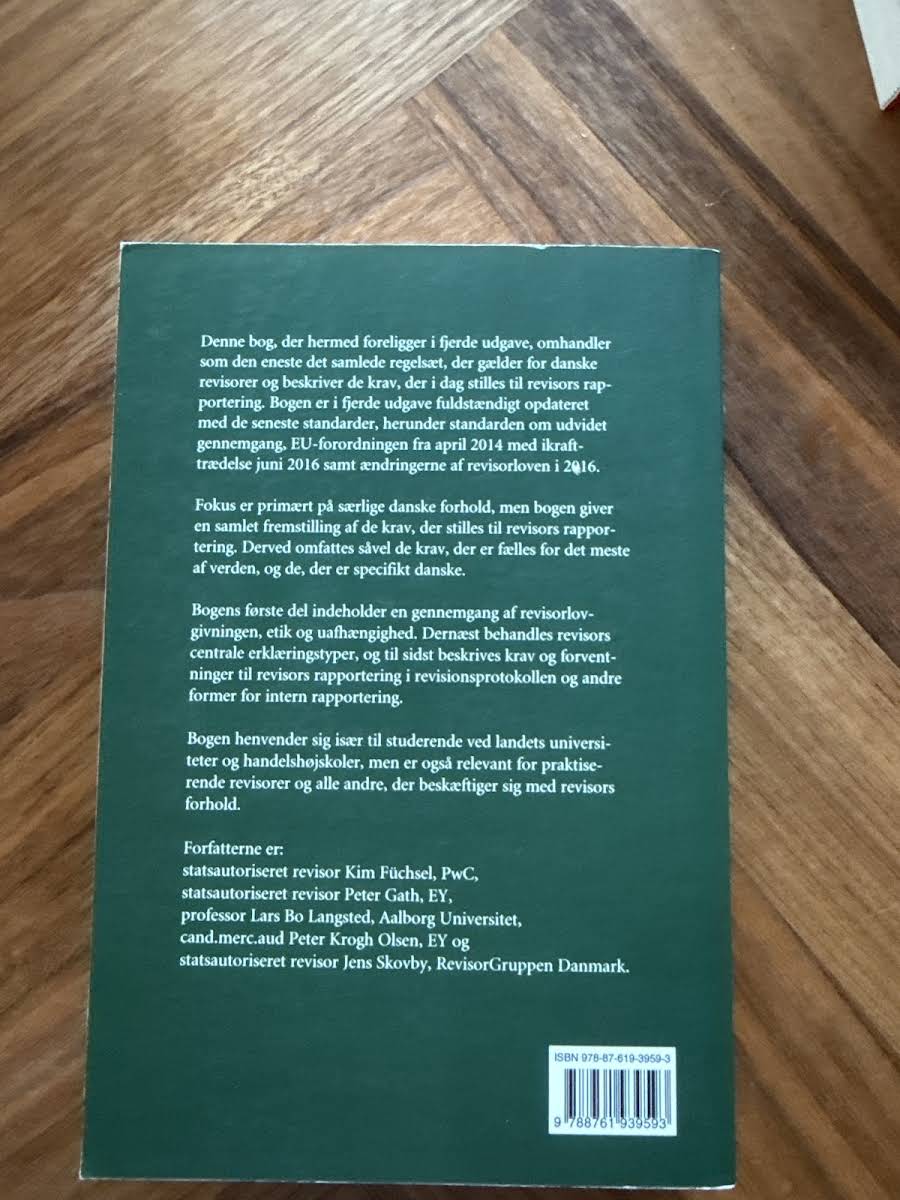 Denne bog, der hermed foreligger i fjerde udgave, omhandler
som den eneste det samlede regelsæt, der gælder for danske
revisorer og beskriver de krav, der i dag stilles til revisors rap-
portering. Bogen er i fjerde udgave fuldstændigt opdateret
med de seneste standarder, herunder standarden om udvidet
gennemgang, EU-forordningen fra april 2014 med ikraft-
trædelse juni 2016 samt ændringerne af revisorloven i 2016.
Fokus er primært på særlige danske forhold, men bogen giver
en samlet fremstilling af de krav, der stilles til revisors rappor-
tering. Derved omfattes såvel de krav, der er fælles for det meste
af verden, og de, der er specifikt danske.
Bogens første del indeholder en gennemgang af revisorlov-
givningen, etik og uafhængighed. Dernæst behandles revisors
centrale erklæringstyper, og til sidst beskrives krav og forvent-
ninger til revisors rapportering i revisionsprotokollen og andre
former for intern rapportering.
Bogen henvender sig især til studerende ved landets universi-
teter og handelshøjskoler, men er også relevant for praktise-
rende revisorer og alle andre, der beskæftiger sig med revisors
forhold.
Forfatterne er:
statsautoriseret revisor Kim Füchsel, PwC,
statsautoriseret revisor Peter Gath, EY,
professor Lars Bo Langsted, Aalborg Universitet,
cand.merc.aud Peter Krogh Olsen, EY og
statsautoriseret revisor Jens Skovby, RevisorGruppen Danmark.
ISBN 978-87-619-3959-3
9 788761 939593